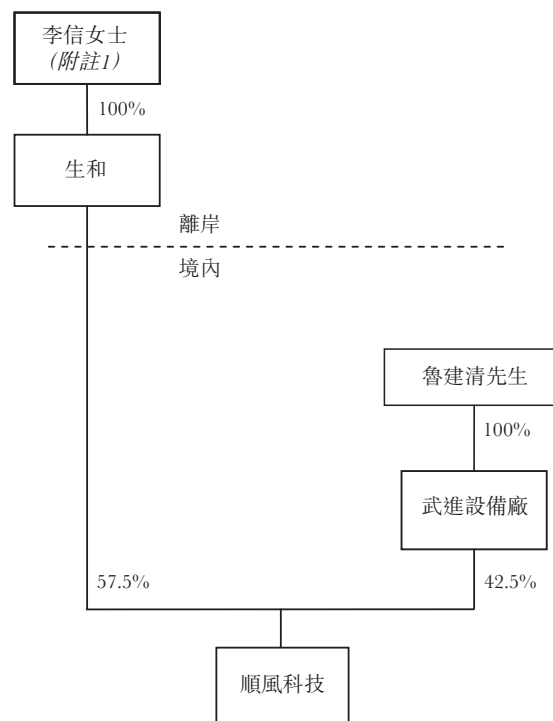 李信女士
(附註1)
100%
生和
離岸
境內
魯建清先生
100%
武進設備廠
57.5%
42.5%
順風科技